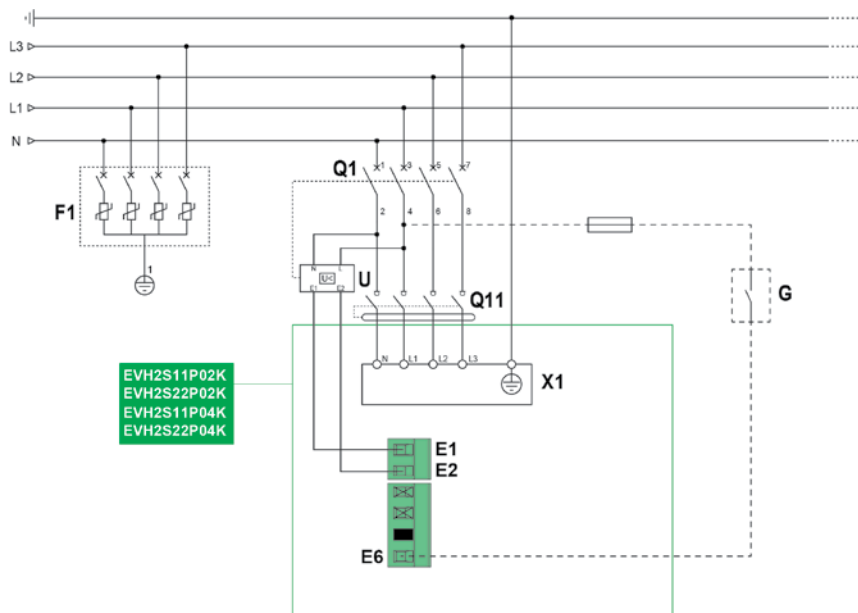 L3
L2
L1
N
Q1
1
3
5
7
F1
2
4
6
8
N
L
U<
U
E1
E2
Q11
G
1
N
L1
L2
L3
X1
EVH2S11P02K
EVH2S22P02K
EVH2S11P04K
EVH2S22P04K
E1
E2
E6